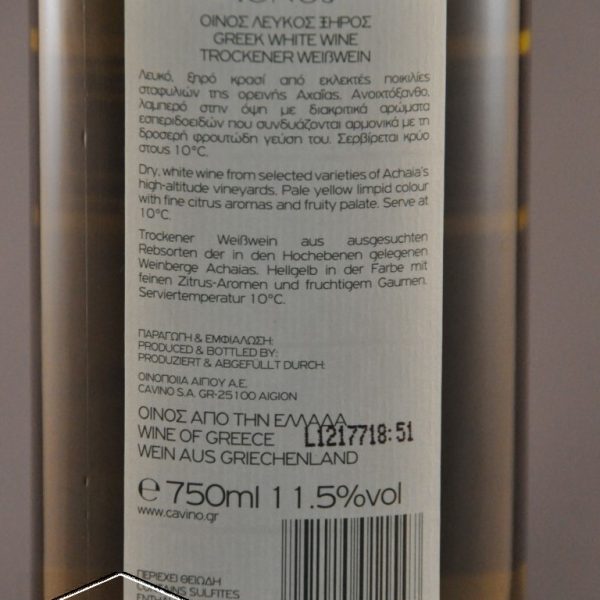 ΟΙΝΟΣ ΛΕΥΚΟΣ ΞΗΡΟΣ
GREEK WHITE WINE
TROCKENER WEIßWEIN
Λευκό, ξηρό κρασί από εκλεκτές ποικιλίες
σταφυλιών της ορεινής Αχαΐας. Ανοιχτόξανθο,
λαμπερό στην όψη με διακριτικά αρώματα
εσπεριδοειδών που συνδυάζονται αρμονικά με τη
δροσερή φρουτώδη γεύση του. Σερβίρεται κρύο
στους 10°C.
Dry, white wine from selected varieties of Achaia's
high-altitude vineyards. Pale yellow limpid colour
with fine citrus aromas and fruity palate. Serve at
10°C.
Trockener Weißwein aus ausgesuchten
Rebsorten der in den Hochebenen gelegenen
Weinberge Achaias. Hellgelb in der Farbe mit
feinen Zitrus-Aromen und fruchtigem Gaumen.
Serviertemperatur 10°C.
ΠΑΡΑΓΩΓΗ & ΕΜΦΙΑΛΩΣΗ:
PRODUCED & BOTTLED BY:
PRODUZIERT & ABGEFÜLLT DURCH:
ΟΙΝΟΠΟΙΙΑ ΑΙΓΙΟΥ Α.Ε.
CAVINO S.A. GR-25100 AIGION
ΟΙΝΟΣ ΑΠΟ ΤΗΝ ΕΛΛΑΔΑ
WINE OF GREECE L1217718:51
WEIN AUS GRIECHENLAND
e 750ml 11.5%vol
www.cavino.gr
ΠΕΡΙΕΧΕΙ ΘΕΙΩΔΗ
CONTAINS SULFITES